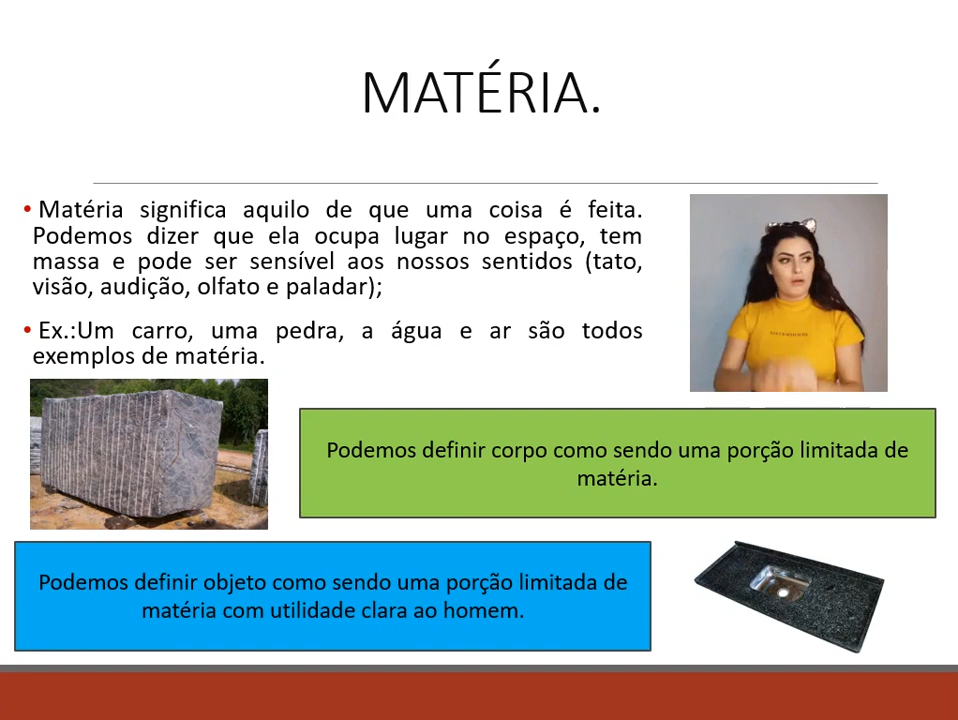 MATÉRIA.
• Matéria significa aquilo de que uma coisa é feita.
Podemos dizer que ela ocupa lugar no espaço, tem
massa e pode ser sensível aos nossos sentidos (tato,
visão, audição, olfato e paladar);
• Ex.:Um carro, uma pedra, a água e ar são todos
exemplos de matéria.
Podemos definir corpo como sendo uma porção limitada de
matéria.
Podemos definir objeto como sendo uma porção limitada de
matéria com utilidade clara ao homem.